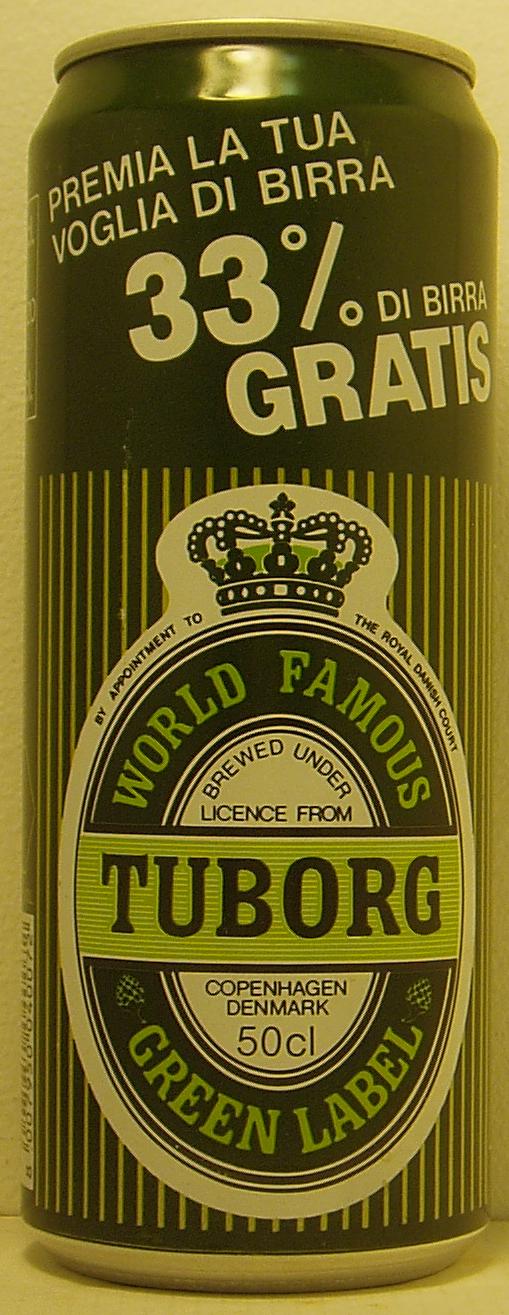 PREMIA LA TUA
VOGLIA DI BIRRA
33% DI BIRRA
GRATIS
BY APPOINTMENT TO THE ROYAL DANISH COURT
WORLD FAMOUS
BREWED UNDER
LICENCE FROM
TUBORG
COPENHAGEN
DENMARK
50cl
GREEN LABEL